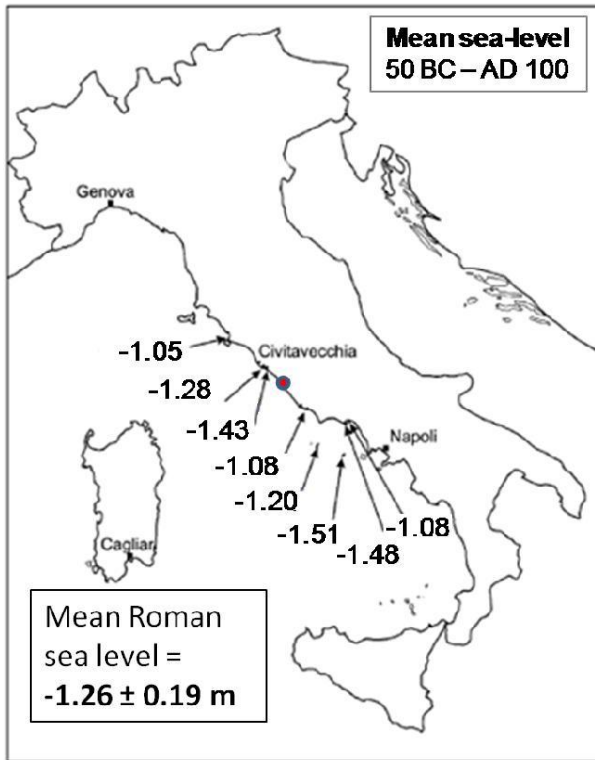 Mean sea-level
50 BC – AD 100
Genova
-1.05
Civitavecchia
-1.28
-1.43
Napoli
-1.08
-1.20
-1.51
-1.08
-1.48
Cagliari
Mean Roman
sea level =
-1.26 ± 0.19 m